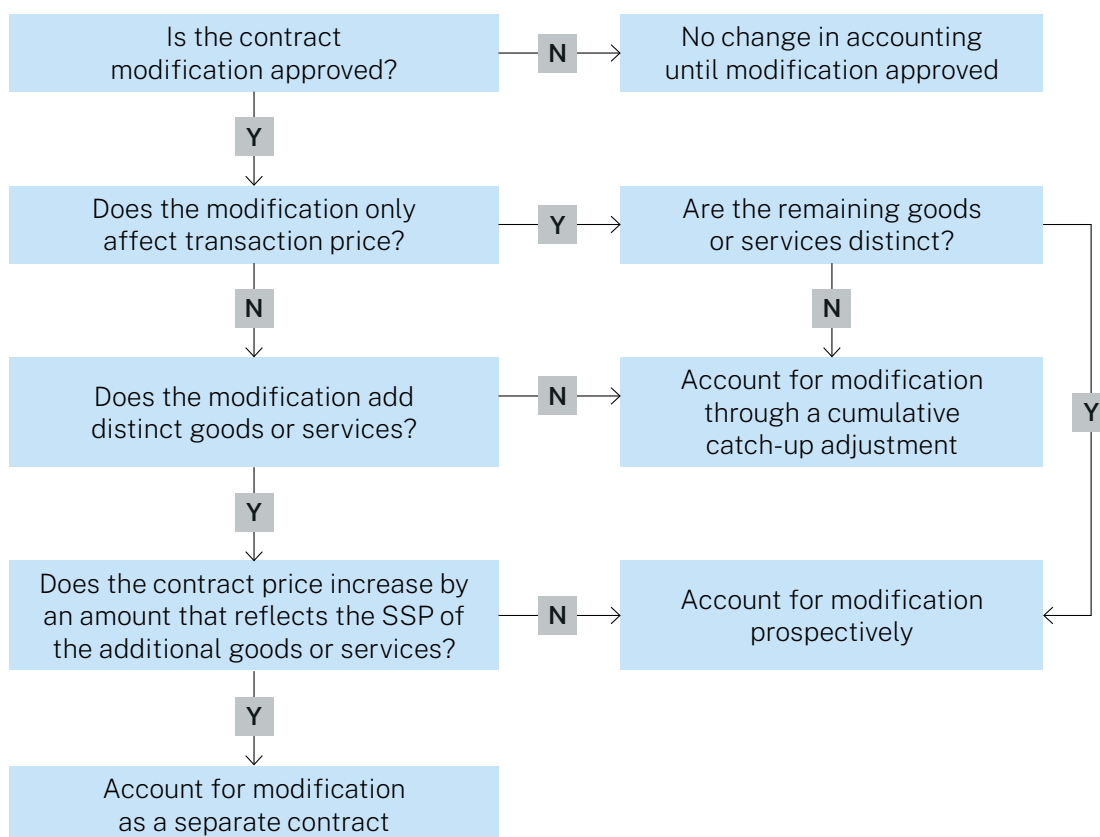 Is the contract
modification approved?
N
No change in accounting
until modification approved
Y
Does the modification only
affect transaction price?
Y
Are the remaining goods
or services distinct?
N
N
Does the modification add
distinct goods or services?
N
Account for modification
through a cumulative
catch-up adjustment
Y
Y
Does the contract price increase by
an amount that reflects the SSP of
the additional goods or services?
N
Account for modification
prospectively
Y
Account for modification
as a separate contract